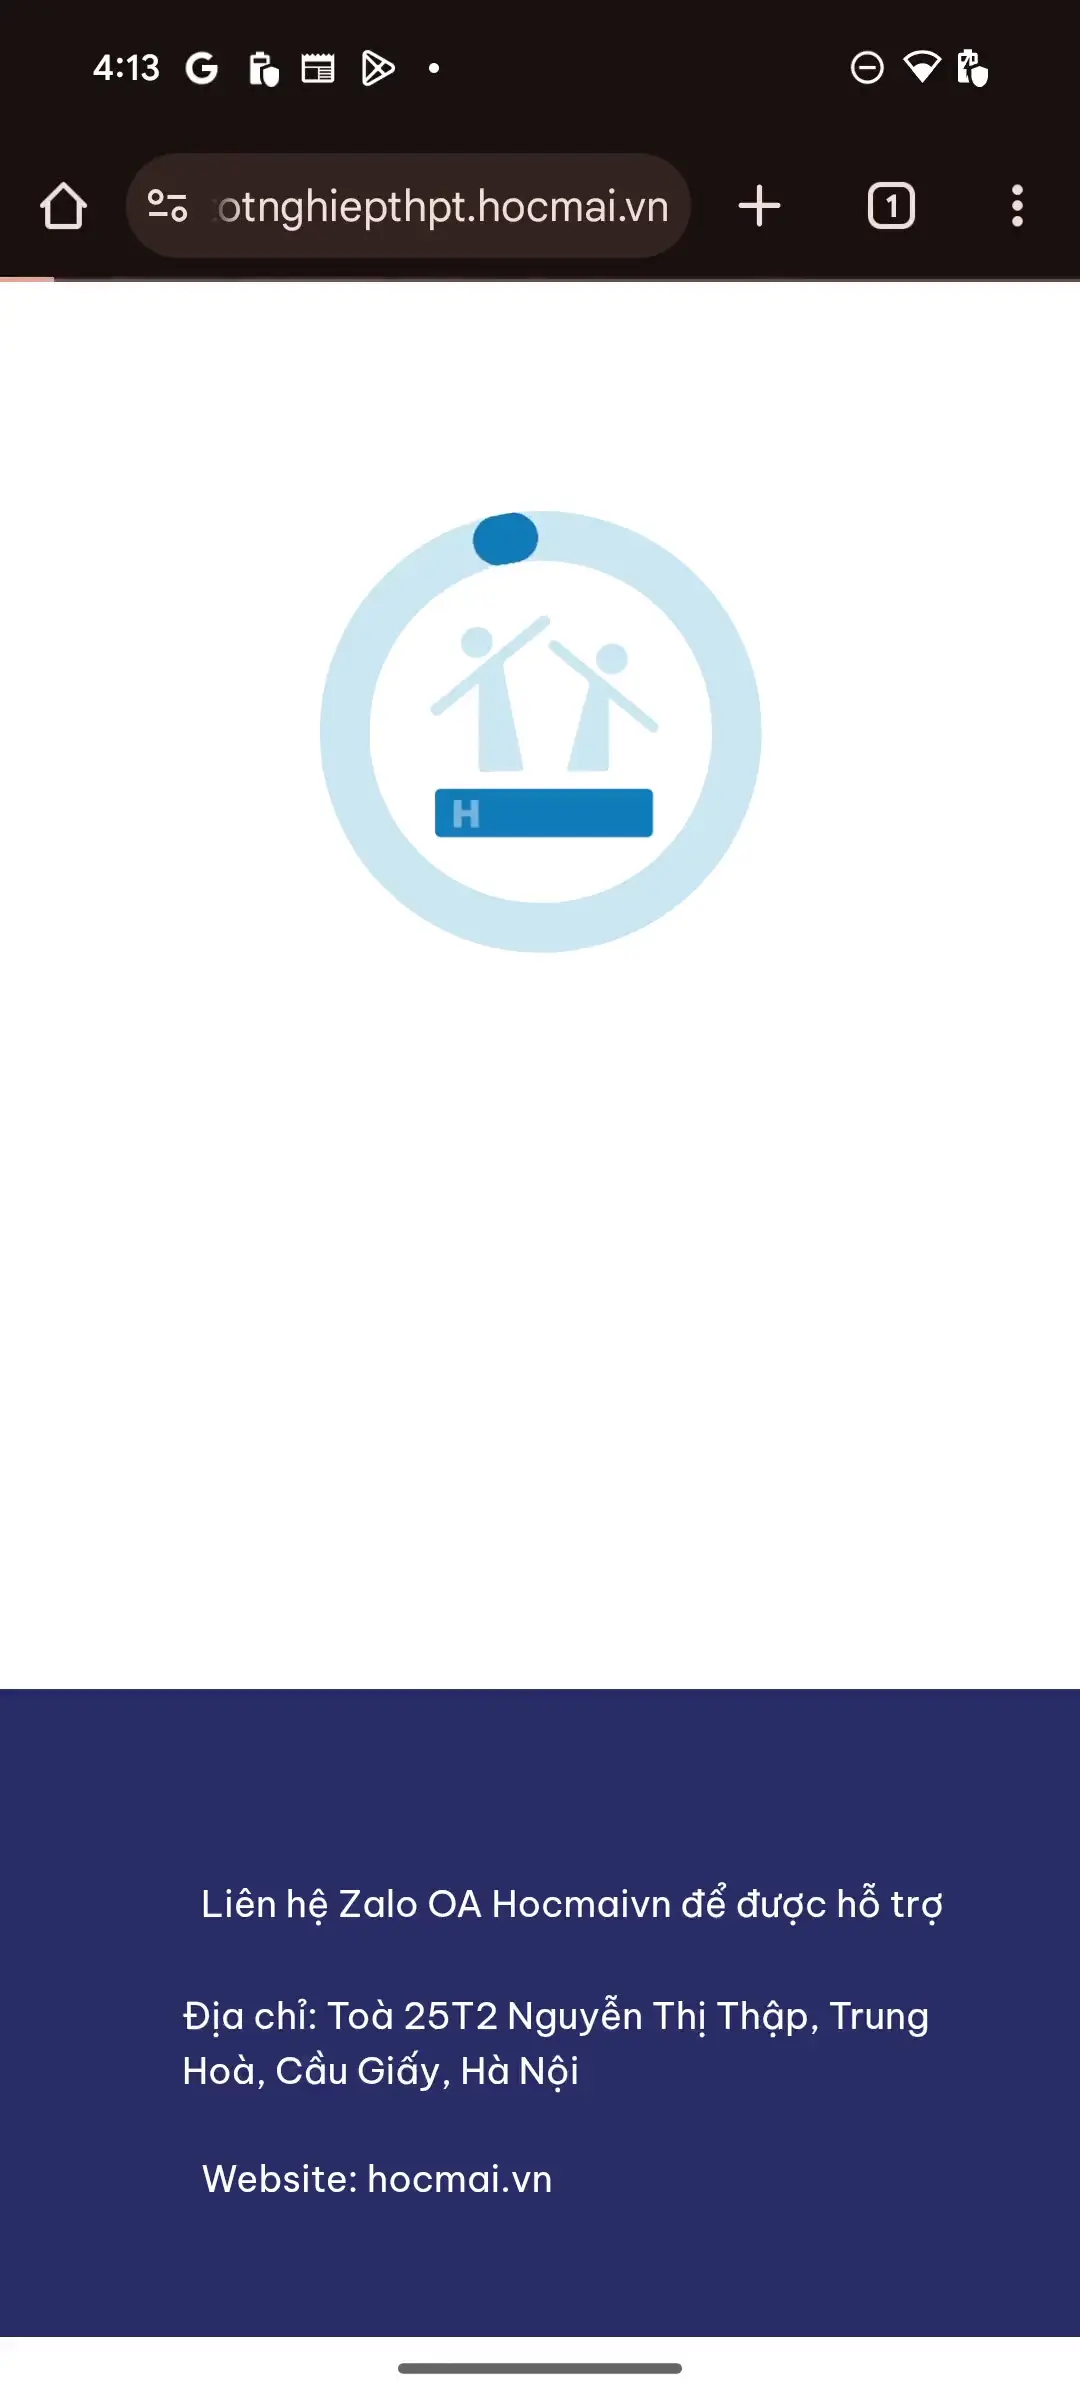 4:13
otnghiepthpt.hocmai.vn
1
H
Liên hệ Zalo OA Hocmaivn để được hỗ trợ
Địa chỉ: Toà 25T2 Nguyễn Thị Thập, Trung
Hoà, Cầu Giấy, Hà Nội
Website: hocmai.vn